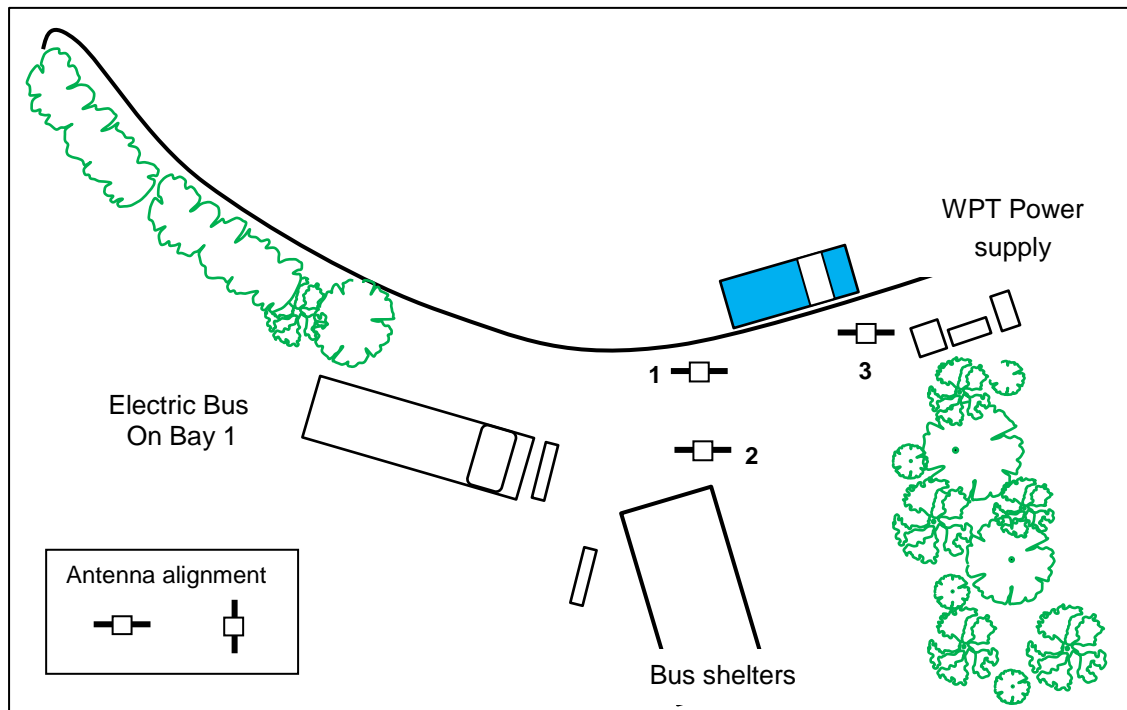 WPT Power
supply
1
3
Electric Bus
On Bay 1
2
Antenna alignment
Bus shelters